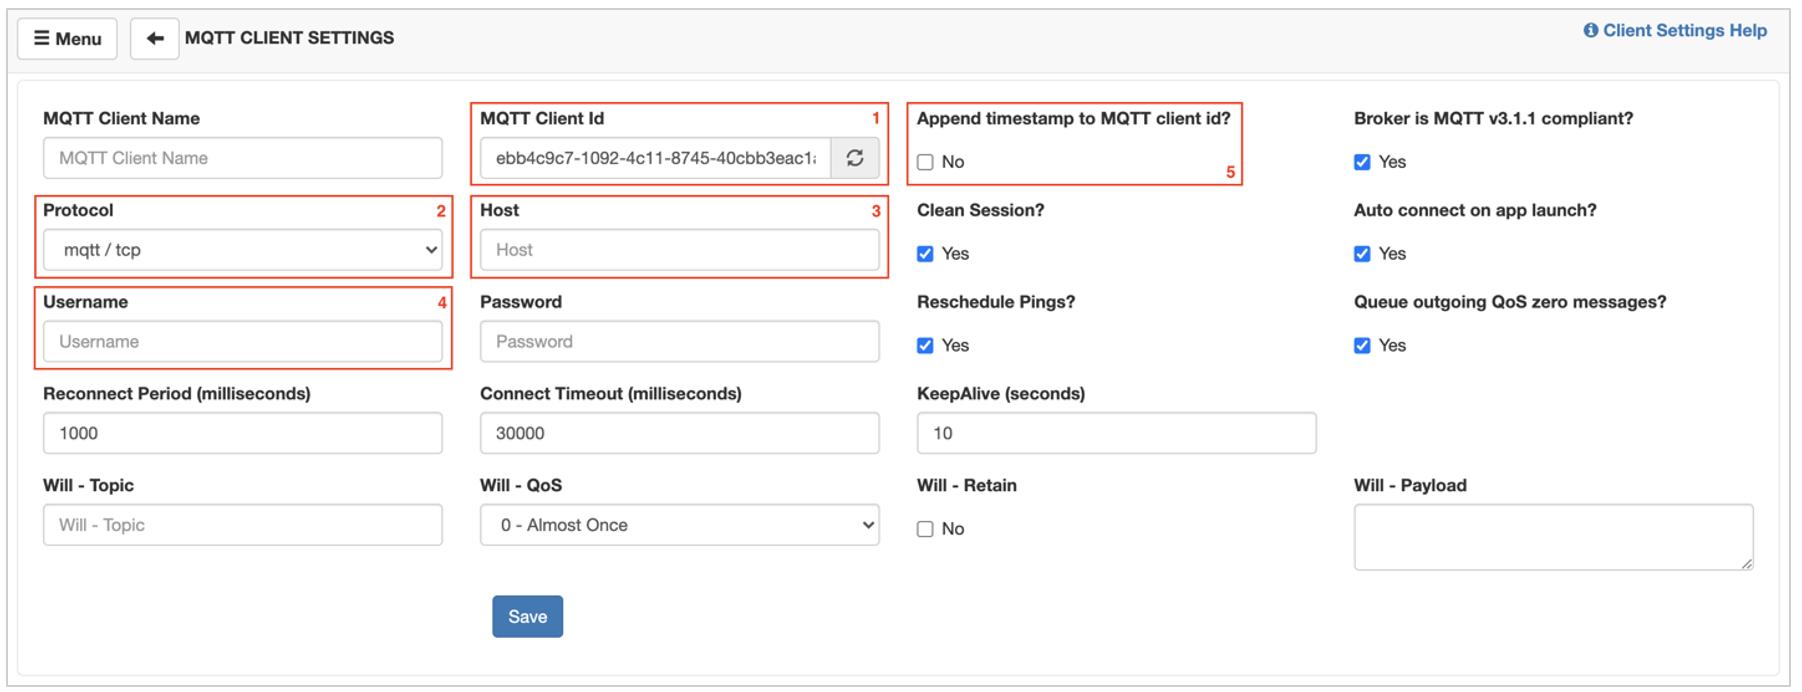 Menu
MQTT CLIENT SETTINGS
Client Settings Help
MQTT Client Name
MQTT Client Name
MQTT Client Id 1
ebb4c9c7-1092-4c11-8745-40cbb3eac1
Append timestamp to MQTT client id?
No
5
Broker is MQTT v3.1.1 compliant?
Yes
Protocol 2
mqtt / tcp
Host 3
Host
Clean Session?
Yes
Auto connect on app launch?
Yes
Username 4
Username
Password
Password
Reschedule Pings?
Yes
Queue outgoing QoS zero messages?
Yes
Reconnect Period (milliseconds)
1000
Connect Timeout (milliseconds)
30000
KeepAlive (seconds)
10
Will - Topic
Will - Topic
Will - QoS
0 - Almost Once
Will - Retain
No
Will - Payload
Save